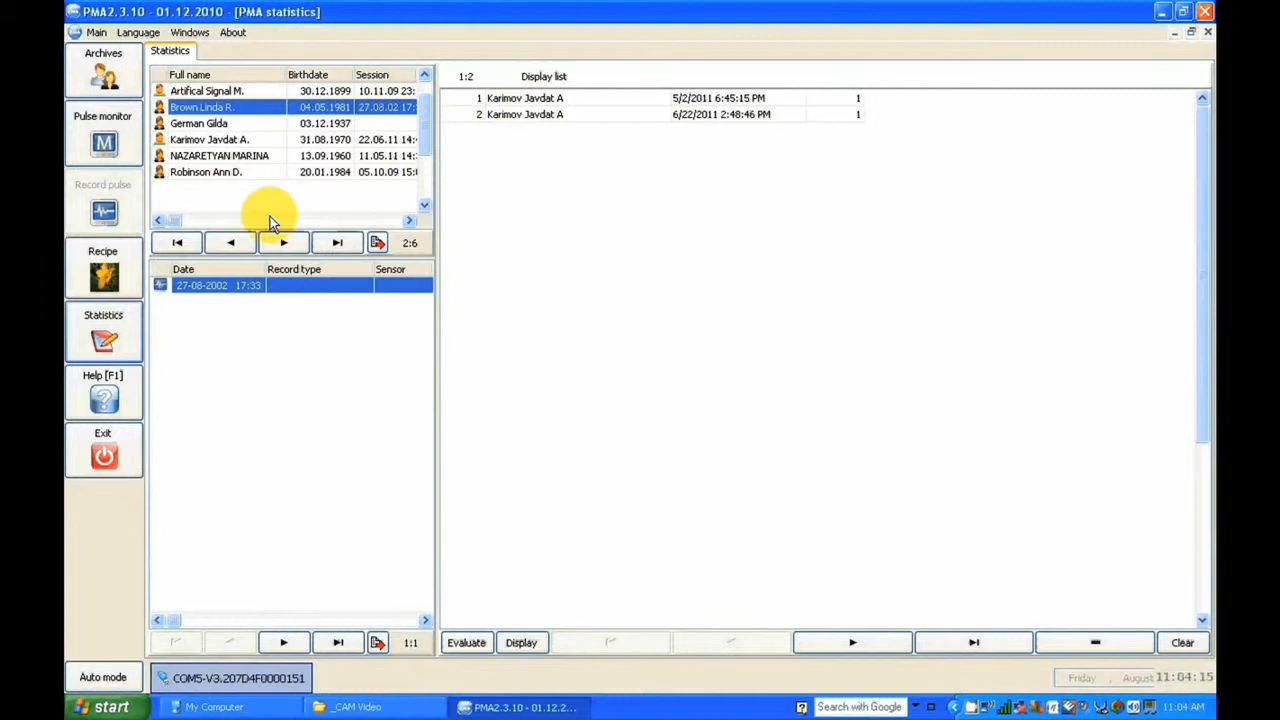 PMA2.3.10 - 01.12.2010 - [PMA statistics]
Main Language Windows About
Archives
Pulse monitor
M
Record pulse
Recipe
Statistics
Help [F1]
?
Exit
Auto mode
Statistics
Full name Birthdate Session
Artifical Signal M. 30.12.1899 10.11.09 23:
Brown Linda R. 04.05.1981 27.08.02 17:
German Gilda 03.12.1937
Karimov Javdat A. 31.08.1970 22.06.11 14:
NAZARETYAN MARINA 13.09.1960 11.05.11 14:
Robinson Ann D. 20.01.1984 05.10.09 15:
2:6
Date Record type Sensor
27-08-2002 17:33
1:1
1:2 Display list
1 Karimov Javdat A 5/2/2011 6:45:15 PM 1
2 Karimov Javdat A 6/22/2011 2:48:46 PM 1
Evaluate Display Clear
COM5-V3.207D4F0000151
Friday , August 11:04:15
start My Computer _CAM Video PMA2.3.10 - 01.12.2... Search with Google 11:04 AM